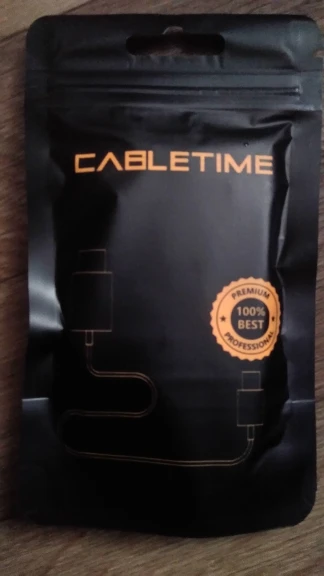 CABLETIME
PREMIUM
100%
BEST
PROFESSIONAL